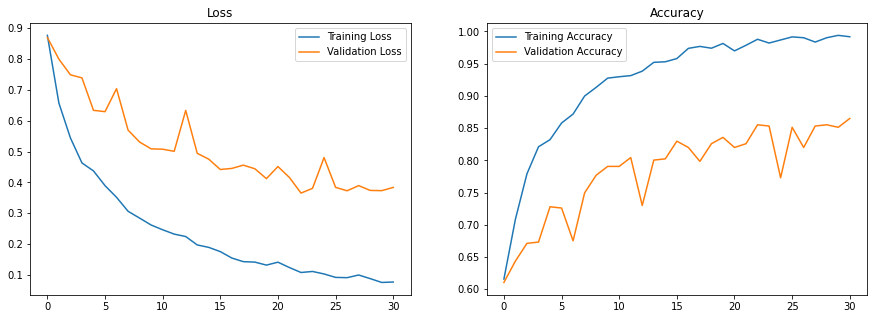 Loss
0.9
0.8
0.7
0.6
0.5
0.4
0.3
0.2
0.1
0 5 10 15 20 25 30
Training Loss
Validation Loss
Accuracy
1.00
0.95
0.90
0.85
0.80
0.75
0.70
0.65
0.60
0 5 10 15 20 25 30
Training Accuracy
Validation Accuracy